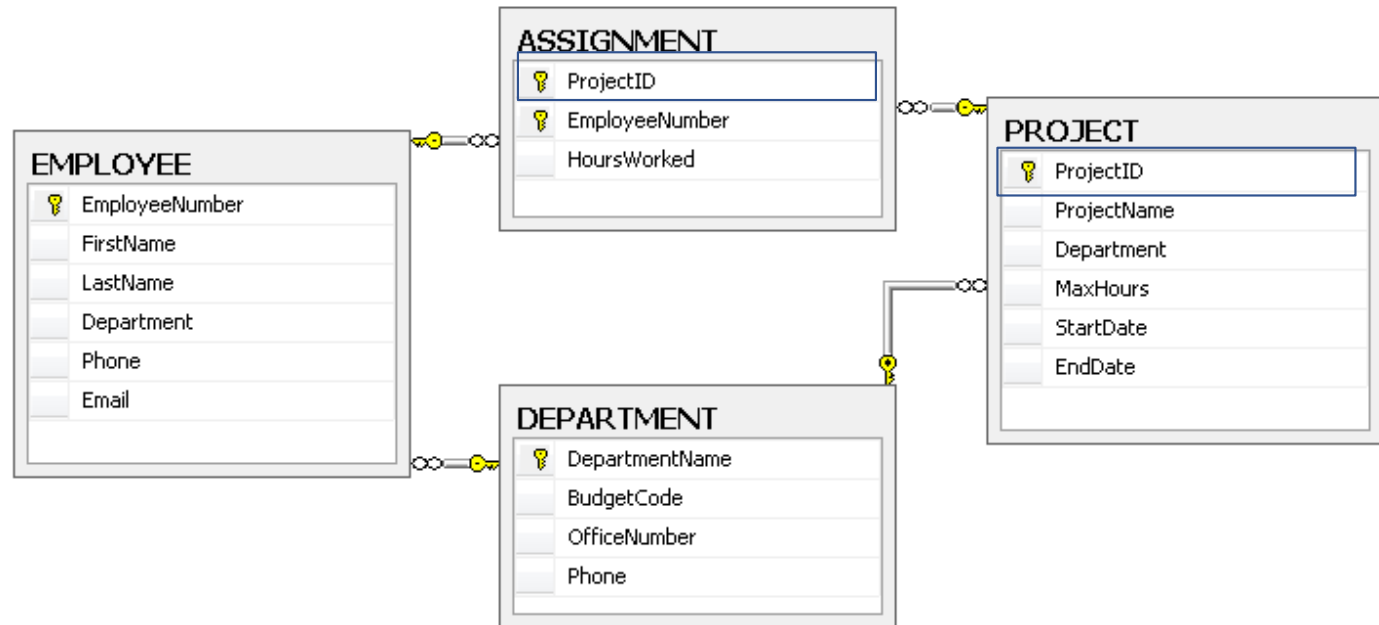 ASSIGNMENT
ProjectID
EmployeeNumber
HoursWorked
EMPLOYEE
EmployeeNumber
FirstName
LastName
Department
Phone
Email
PROJECT
ProjectID
ProjectName
Department
MaxHours
StartDate
EndDate
DEPARTMENT
DepartmentName
BudgetCode
OfficeNumber
Phone